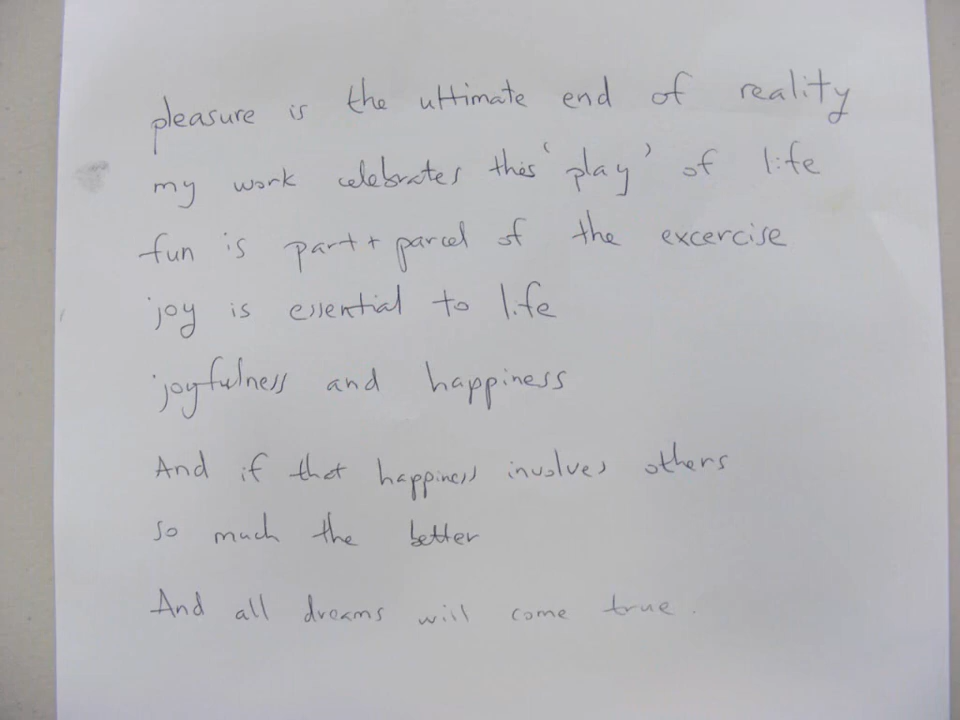 pleasure is the ultimate end of reality
my work celebrates this 'play' of life
fun is part + parcel of the excercise
joy is essential to life
joyfulness and happiness
And if that happiness involves others
so much the better
And all dreams will come true.